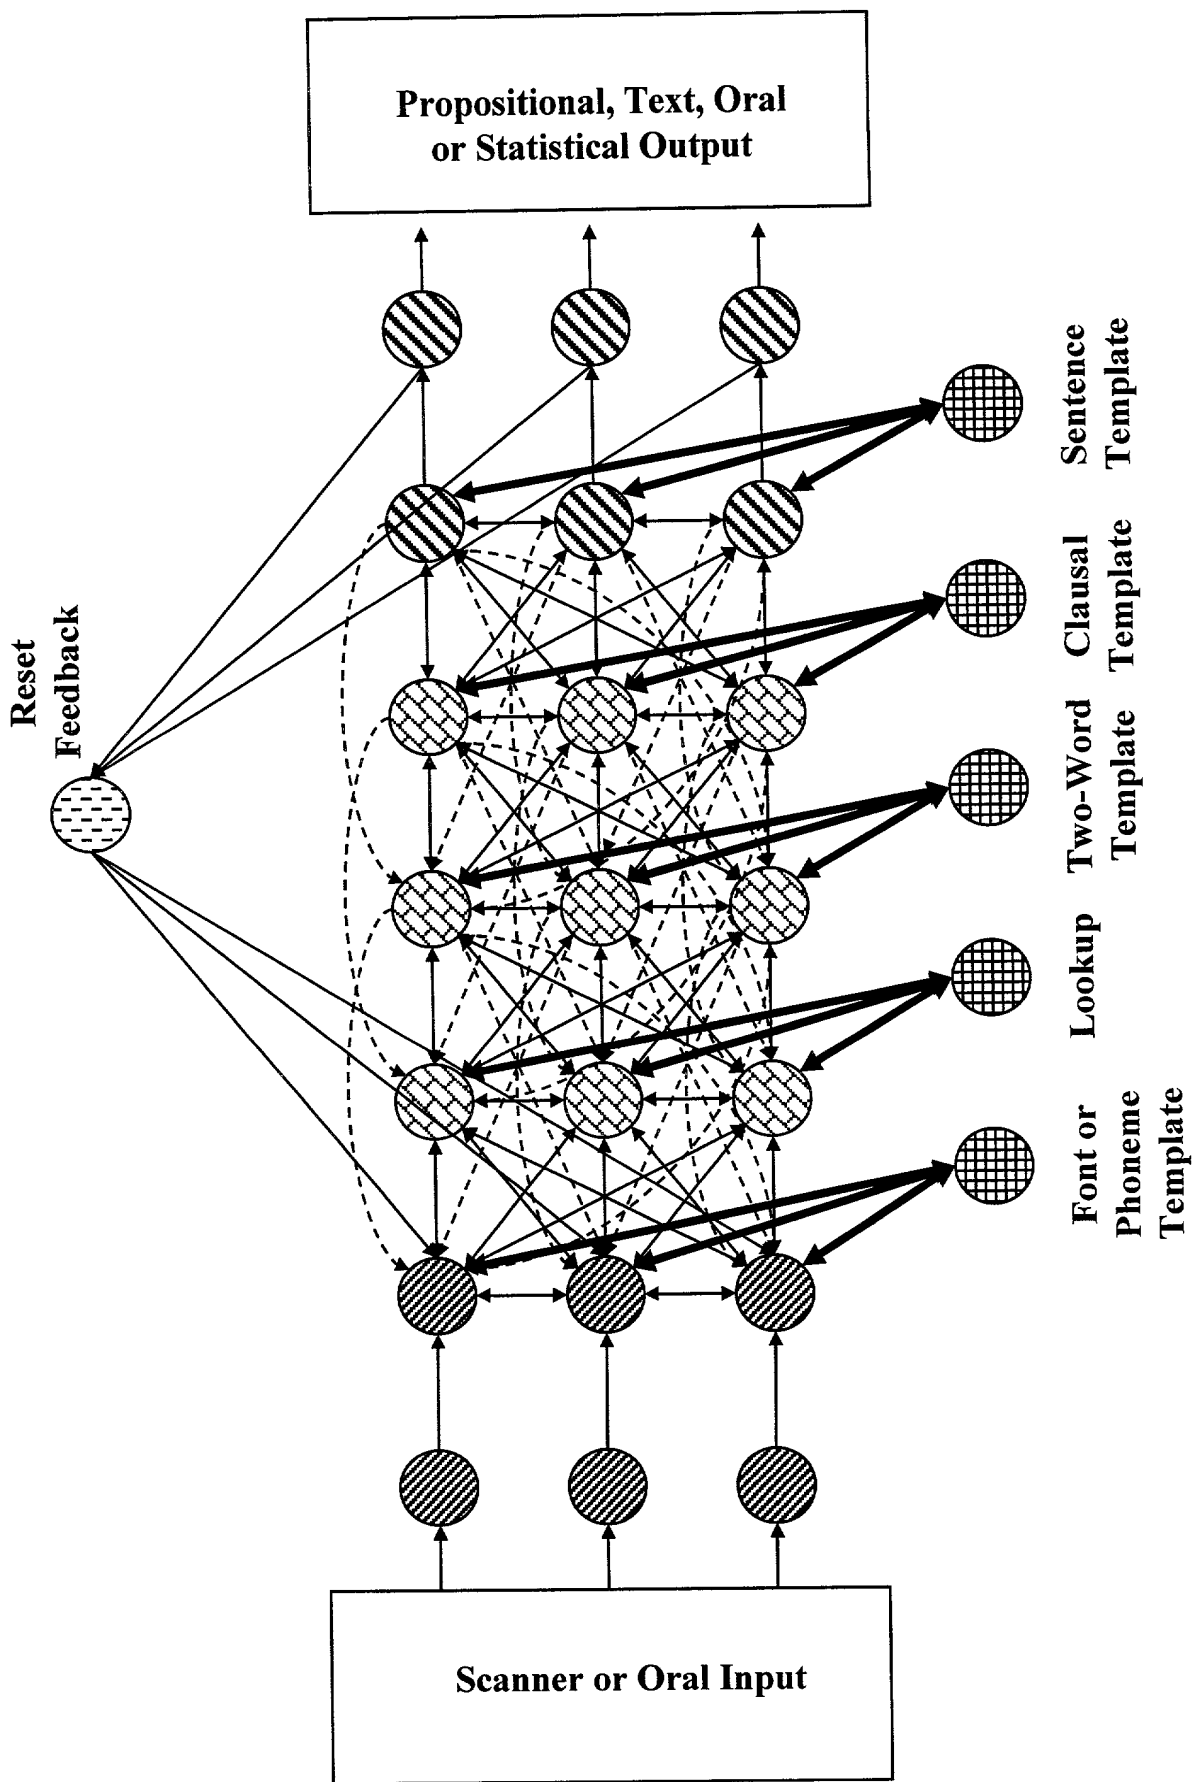 Propositional, Text, Oral
or Statistical Output
Reset
Feedback
Sentence
Template
Clausal
Template
Two-Word
Template
Lookup
Font or
Phoneme
Template
Scanner or Oral Input